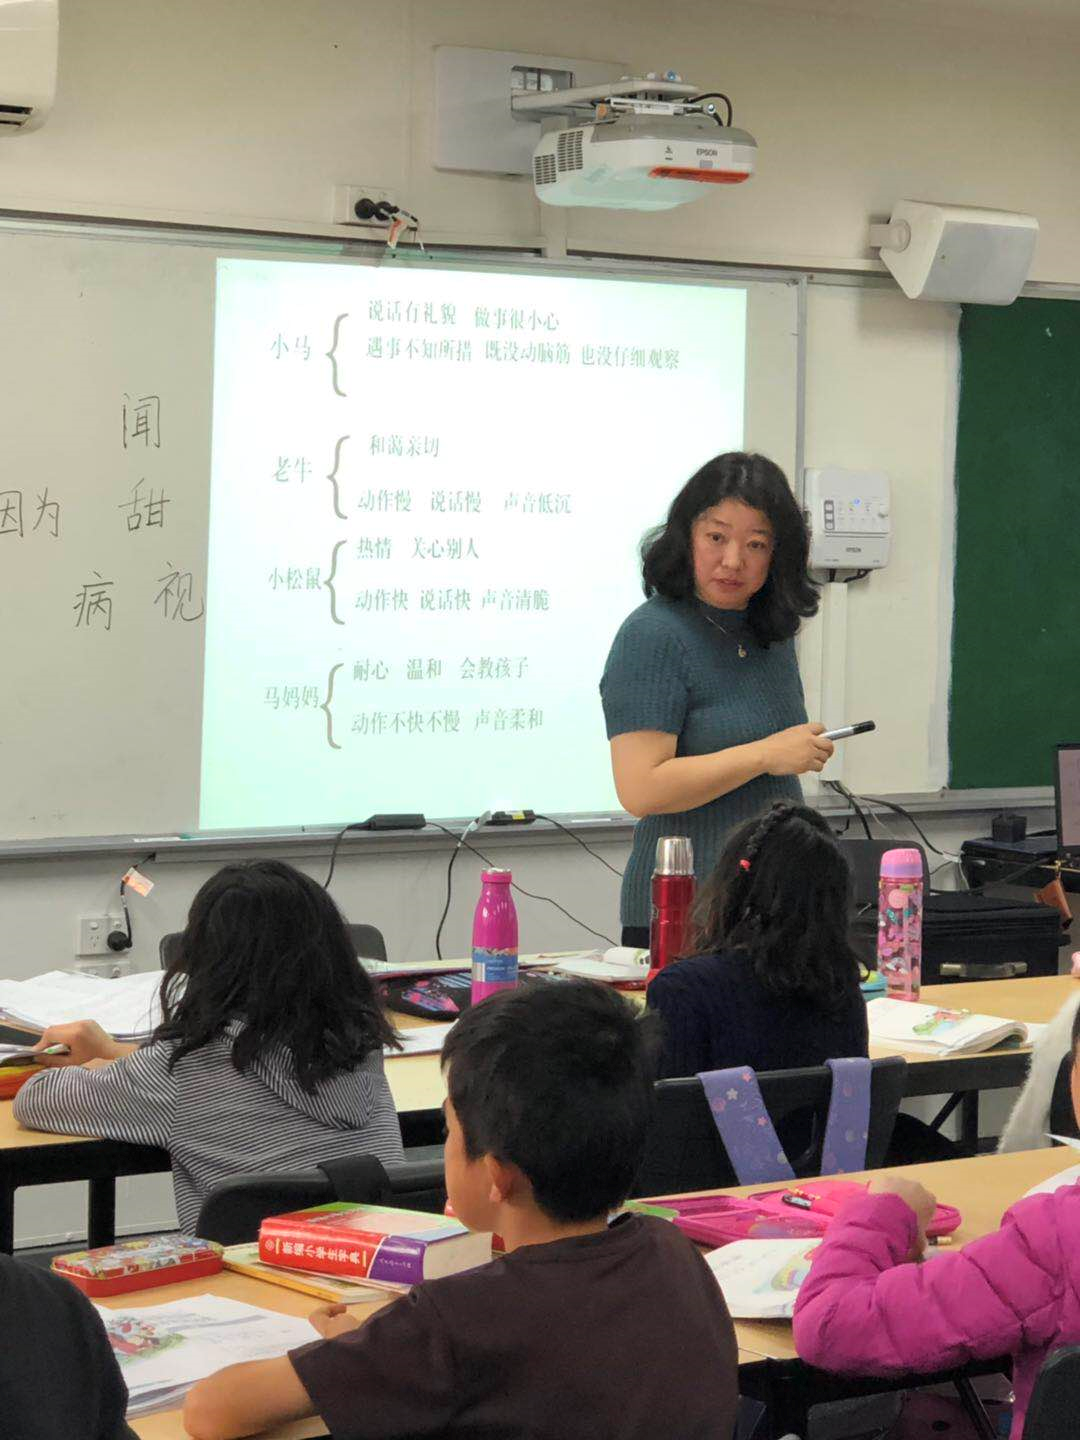 EPSON
说话有礼貌 做事很小心
小马
遇事不知所措 既没动脑筋 也没仔细观察
和蔼亲切
老牛
动作慢 说话慢 声音低沉
热情 关心别人
小松鼠
动作快 说话快 声音清脆
耐心 温和 会教孩子
马妈妈
动作不快不慢 声音柔和
闻
因为 甜
病 视
EPSON
新编小学生字典